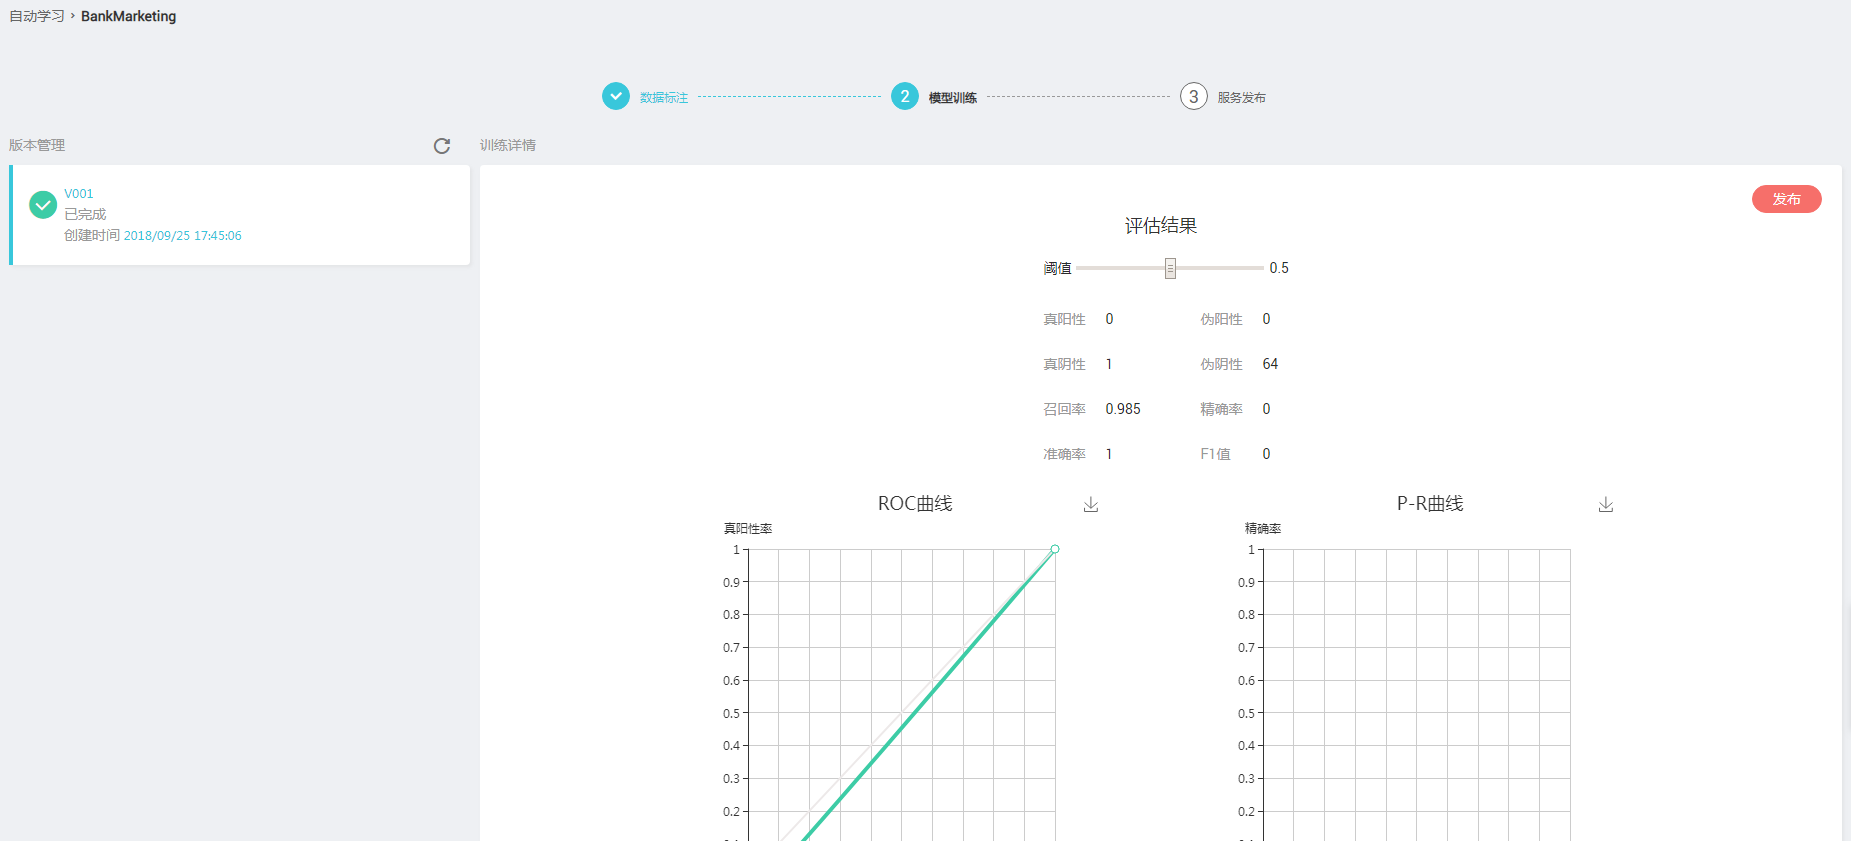 自动学习 › BankMarketing
数据标注
2 模型训练
3 服务发布
版本管理
训练详情
V001
已完成
创建时间 2018/09/25 17:45:06
发布
评估结果
阈值 0.5
真阳性 0 伪阳性 0
真阴性 1 伪阴性 64
召回率 0.985 精确率 0
准确率 1 F1值 0
ROC曲线
真阳性率
1
0.9
0.8
0.7
0.6
0.5
0.4
0.3
0.2
P-R曲线
精确率
1
0.9
0.8
0.7
0.6
0.5
0.4
0.3
0.2